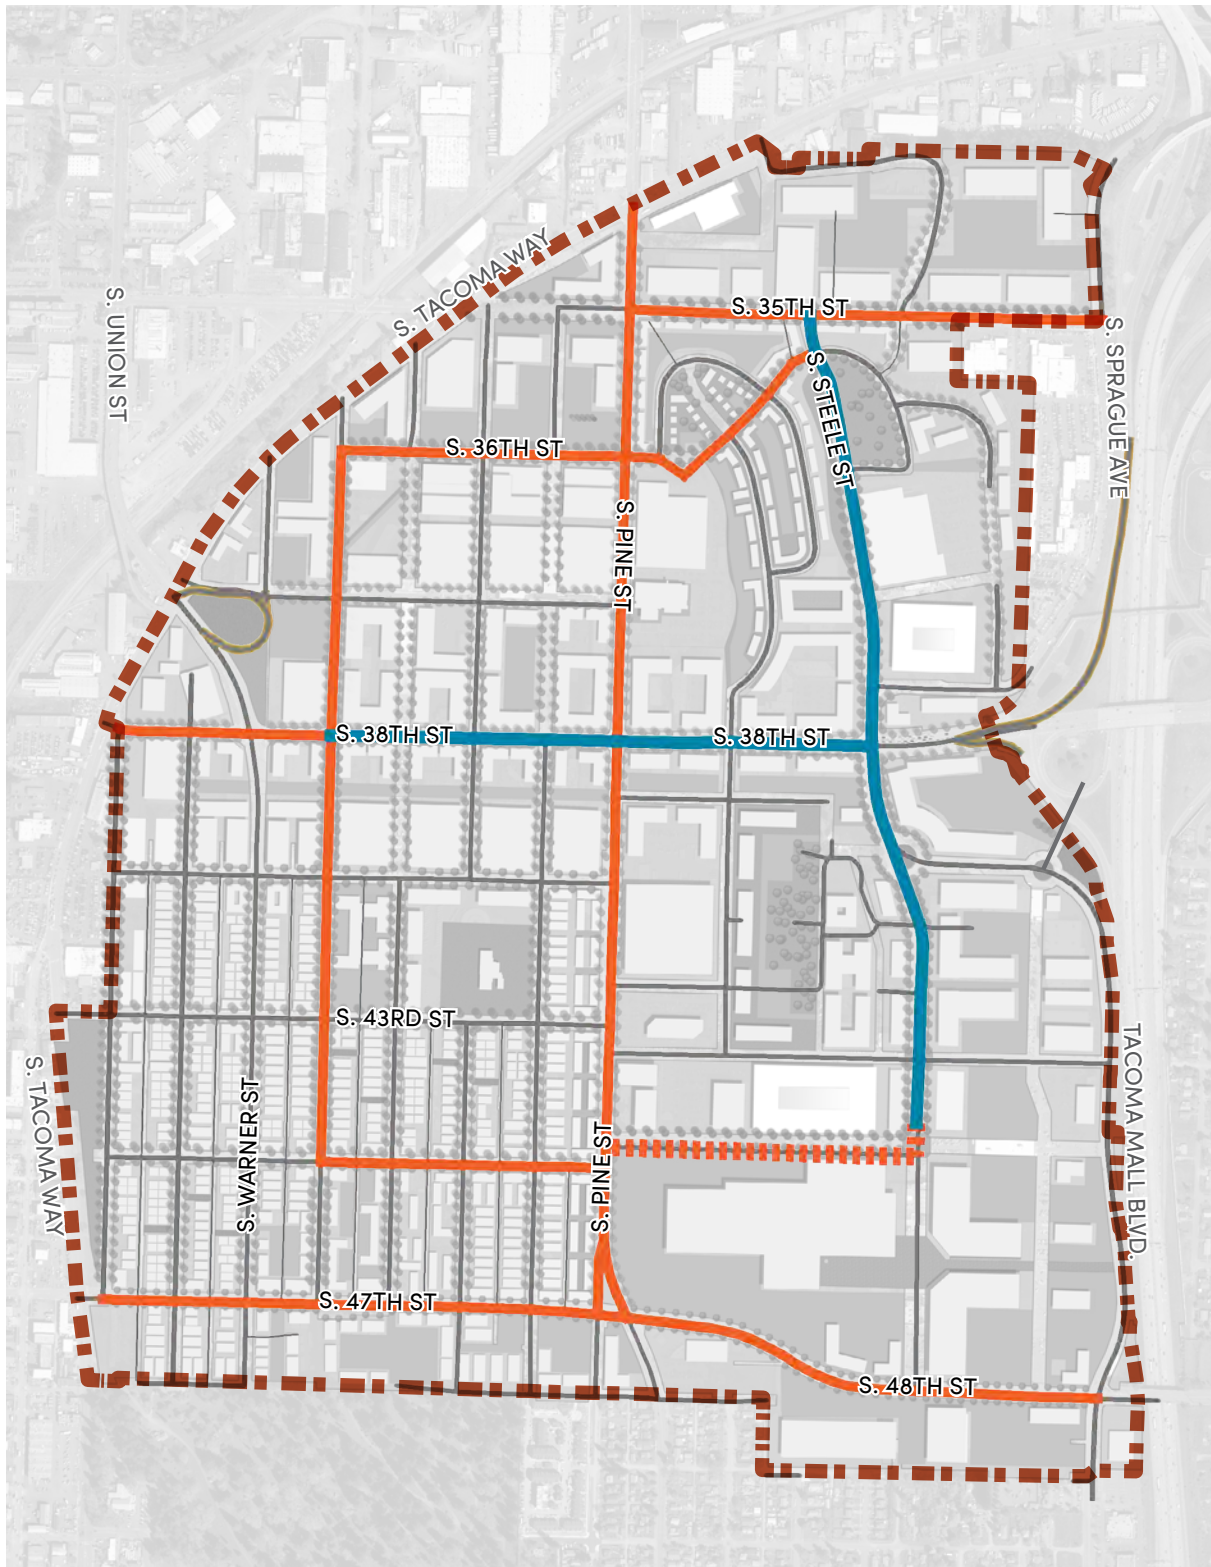 S. TACOMA WAY
S. UNION ST
S. 35TH ST
S. SPRAGUE AVE
S. STEELE ST
S. 36TH ST
S. PINE ST
S. 38TH ST
S. 38TH ST
S. 43RD ST
S. TACOMA WAY
S. WARNER ST
S. PINE ST
TACOMA MALL BLVD.
S. 47TH ST
S. 48TH ST